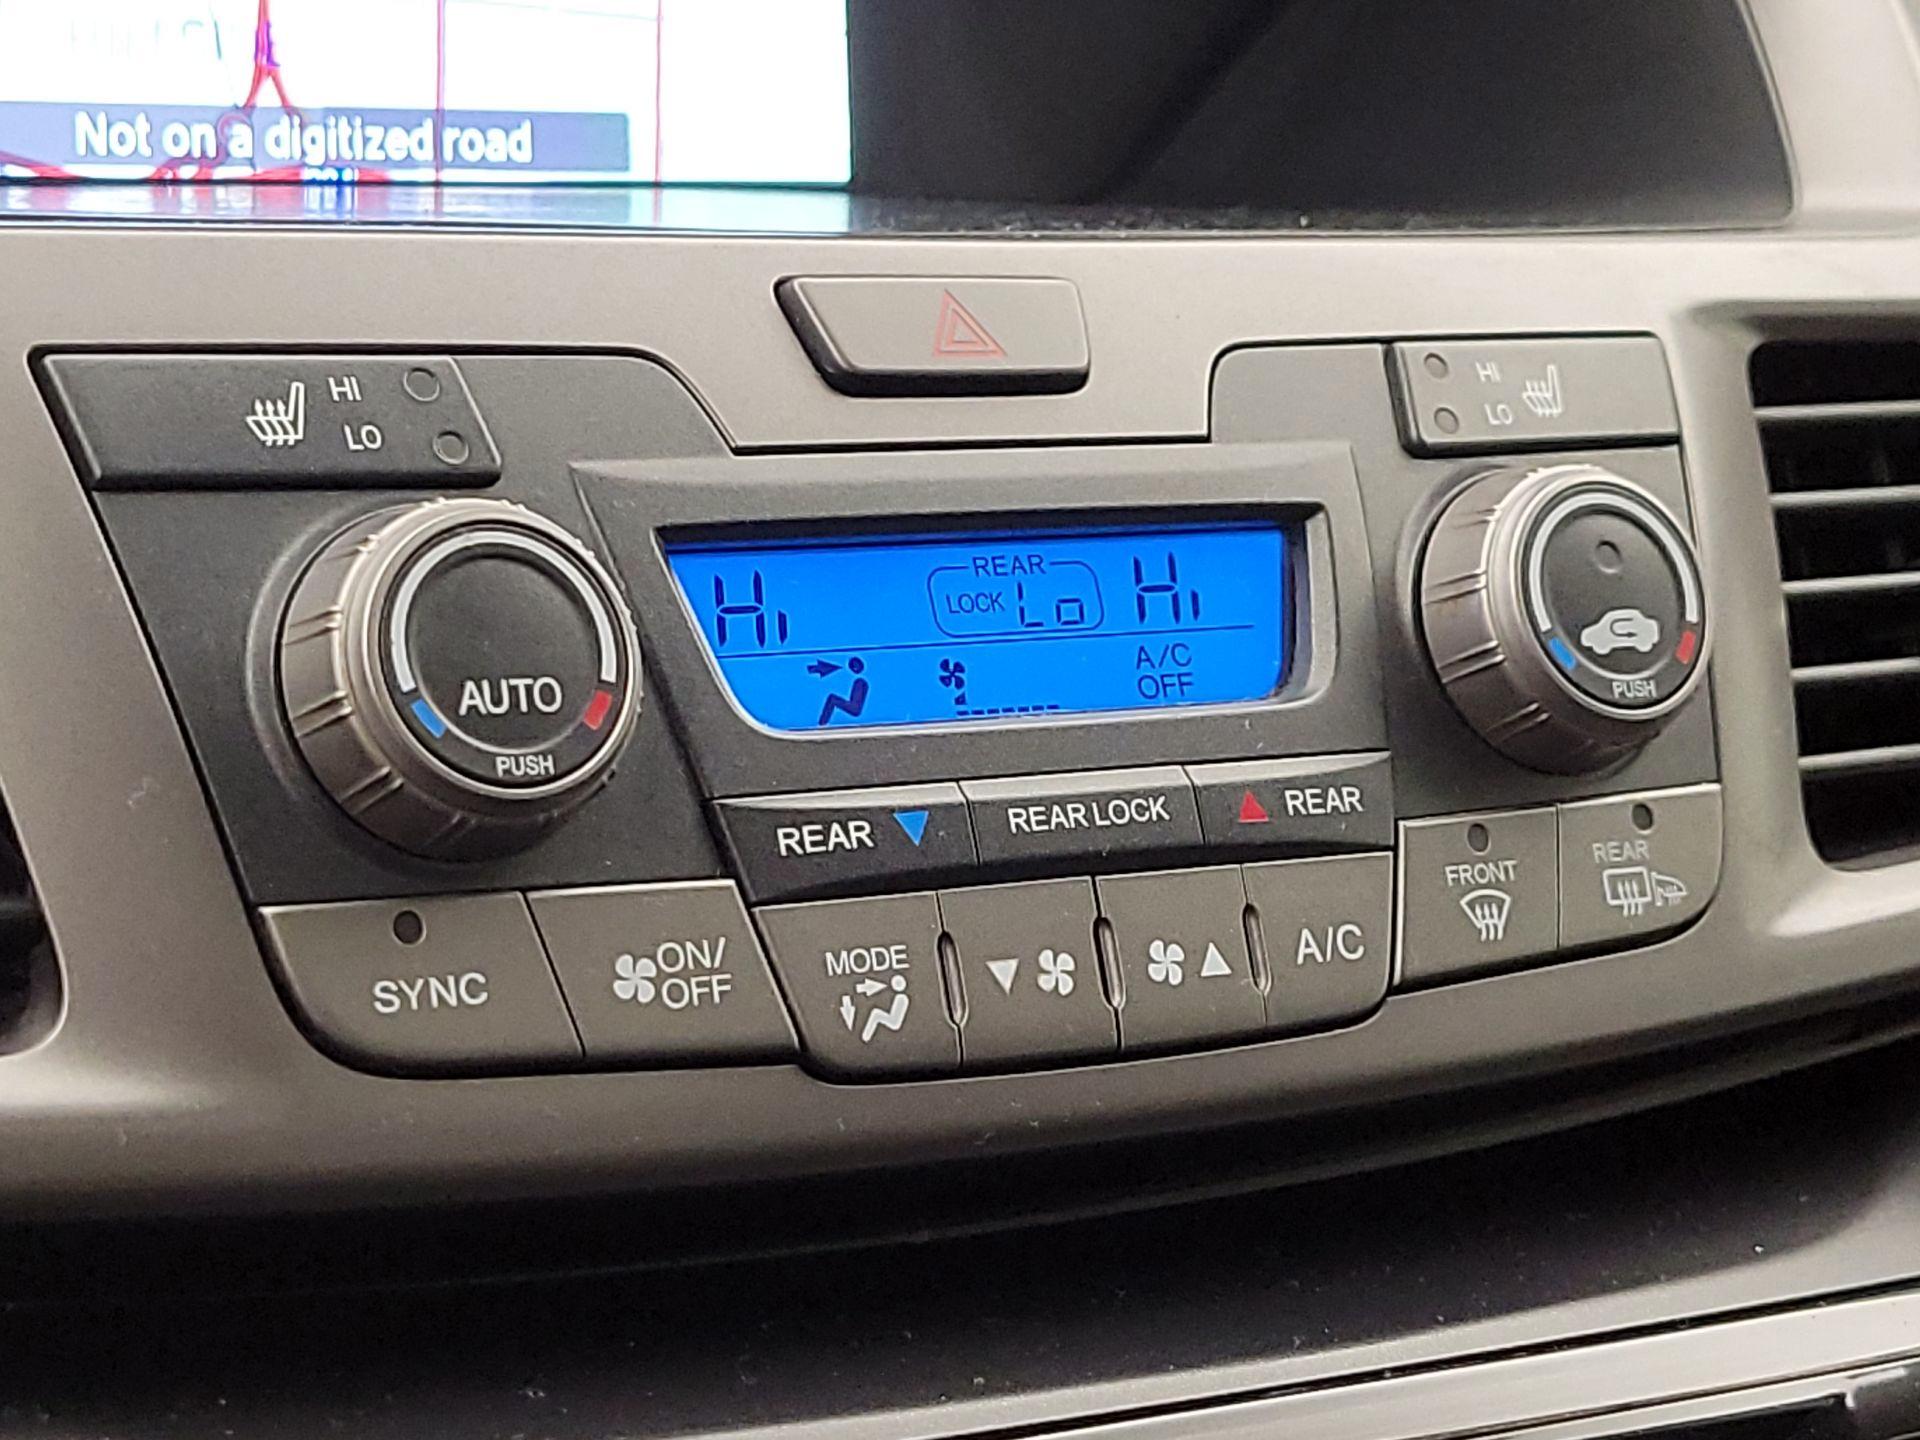 Not on a digitized road
HI
LO
HI
LO
Hi
REAR
LOCK Lo
Hi
A/C
OFF
AUTO
PUSH
PUSH
REAR
REAR LOCK
REAR
FRONT
REAR
SYNC
ON/
OFF
MODE
A/C